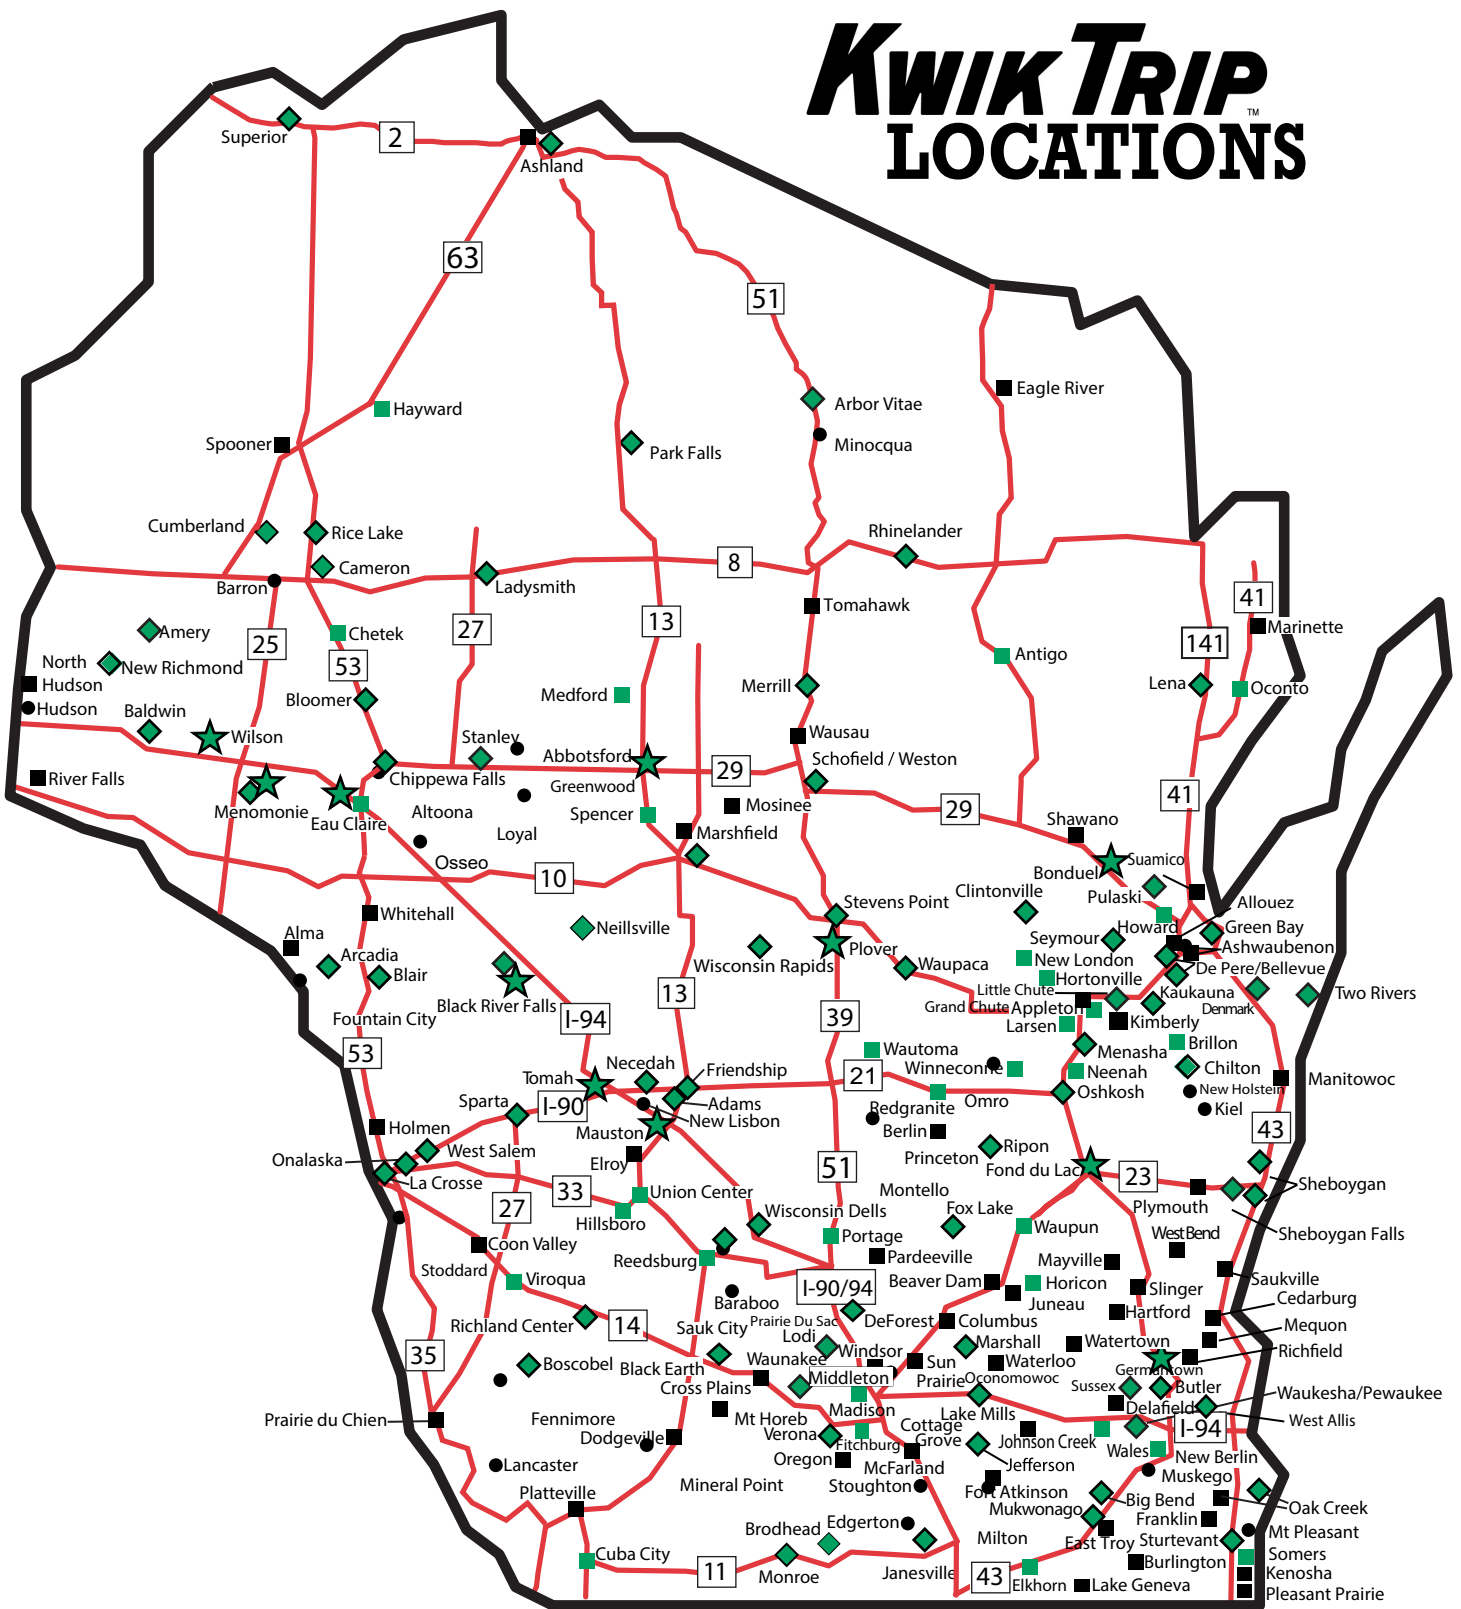 KWIK TRIP™
LOCATIONS
Superior
2
Ashland
63
51
Hayward
Eagle River
Arbor Vitae
Spooner
Park Falls
Minocqua
Cumberland
Rice Lake
Rhinelander
Cameron
8
Barron
Ladysmith
41
Tomahawk
13
Marinette
Amery
25
Chetek
27
141
North
Hudson
New Richmond
53
Antigo
Hudson
Bloomer
Medford
Merrill
Lena
Oconto
Baldwin
Wilson
Stanley
Wausau
Abbotsford
Schofield / Weston
River Falls
Chippewa Falls
29
Greenwood
41
Menomonie
Eau Claire
Altoona
Spencer
Mosinee
29
Loyal
Marshfield
Shawano
Osseo
Suamico
Bonduel
10
Clintonville
Pulaski
Whitehall
Stevens Point
Allouez
Alma
Neillsville
Howard
Green Bay
Arcadia
Seymour
Ashwaubenon
Blair
Wisconsin Rapids
Plover
Waupaca
New London
De Pere/Bellevue
Hortonville
Black River Falls
13
Little Chute
Kaukauna
Two Rivers
Grand Chute
Appleton
Denmark
Fountain City
I-94
39
Larsen
Kimberly
53
Wautoma
Menasha
Brillon
Necedah
Friendship
Winneconne
Neenah
Chilton
Tomah
21
Manitowoc
Sparta
I-90
Adams
Omro
Oshkosh
New Holstein
Redgranite
Kiel
New Lisbon
Holmen
Mauston
Berlin
43
West Salem
Ripon
Onalaska
Elroy
Princeton
Fond du Lac
La Crosse
51
23
33
Union Center
Montello
Sheboygan
27
Hillsboro
Wisconsin Dells
Fox Lake
Plymouth
Waupun
West Bend
Sheboygan Falls
Coon Valley
Portage
Reedsburg
Pardeeville
Mayville
Stoddard
Viroqua
I-90/94
Beaver Dam
Horicon
Slinger
Saukville
Baraboo
Juneau
Cedarburg
Richland Center
14
Prairie Du Sac
DeForest
Columbus
Hartford
Mequon
Sauk City
Lodi
Marshall
Watertown
Richfield
35
Boscobel
Black Earth
Waunakee
Windsor
Sun
Prairie
Waterloo
Germantown
Cross Plains
Middleton
Oconomowoc
Sussex
Butler
Waukesha/Pewaukee
Prairie du Chien
Mt Horeb
Madison
Lake Mills
Delafield
West Allis
Fennimore
Verona
Cottage
Grove
I-94
Dodgeville
Fitchburg
Johnson Creek
Wales
Oregon
McFarland
Jefferson
New Berlin
Lancaster
Muskego
Mineral Point
Stoughton
Fort Atkinson
Platteville
Mukwonago
Big Bend
Oak Creek
Franklin
Brodhead
Edgerton
Milton
East Troy
Sturtevant
Mt Pleasant
Cuba City
Somers
11
Monroe
Janesville
43
Elkhorn
Burlington
Kenosha
Lake Geneva
Pleasant Prairie